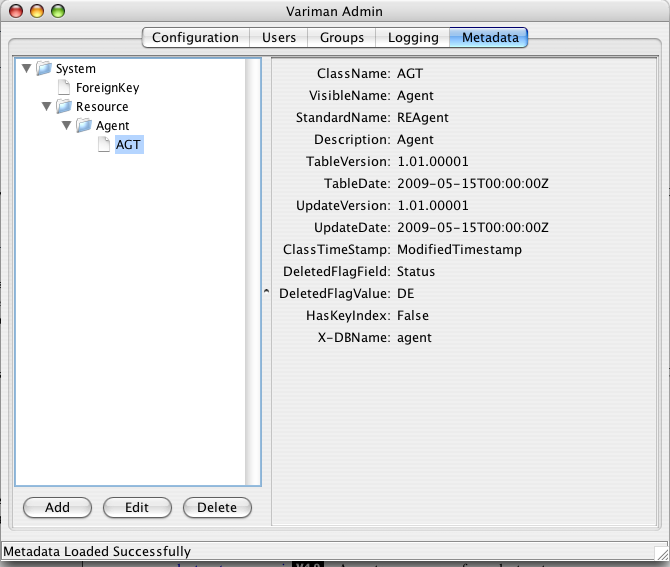 Variman Admin
Configuration Users Groups Logging Metadata
System
ForeignKey
Resource
Agent
AGT
ClassName: AGT
VisibleName: Agent
StandardName: REAgent
Description: Agent
TableVersion: 1.01.00001
TableDate: 2009-05-15T00:00:00Z
UpdateVersion: 1.01.00001
UpdateDate: 2009-05-15T00:00:00Z
ClassTimeStamp: ModifiedTimestamp
DeletedFlagField: Status
DeletedFlagValue: DE
HasKeyIndex: False
X-DBName: agent
Add Edit Delete
Metadata Loaded Successfully